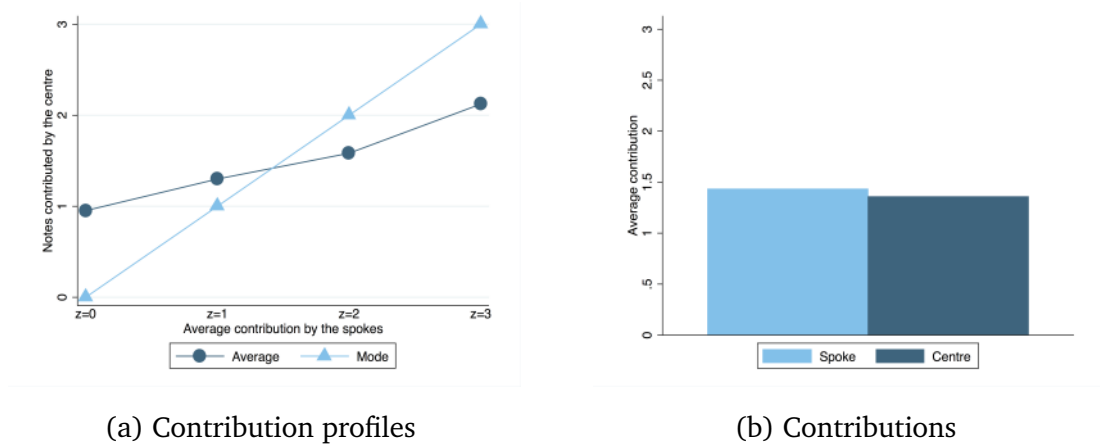 Notes contributed by the centre
3
2
1
0
z=0 z=1 z=2 z=3
Average contribution by the spokes
Average Mode
(a) Contribution profiles
Average contribution
3
2.5
2
1.5
1
.5
0
Spoke Centre
(b) Contributions